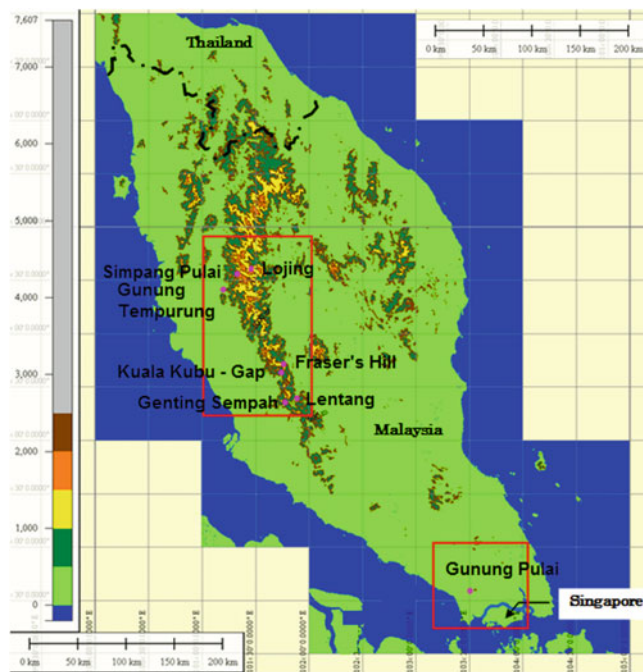 7,607
7,000
6,000
5,000
4,000
3,000
2,000
1,000
0
Thailand
0 km 50 km 100 km 150 km 200 km
Simpang Pulai
Lojing
Gunung
Tempurung
Fraser's Hill
Kuala Kubu - Gap
Genting Sempah
Lentang
Malaysia
Gunung Pulai
Singapore
0 km 50 km 100 km 150 km 200 km